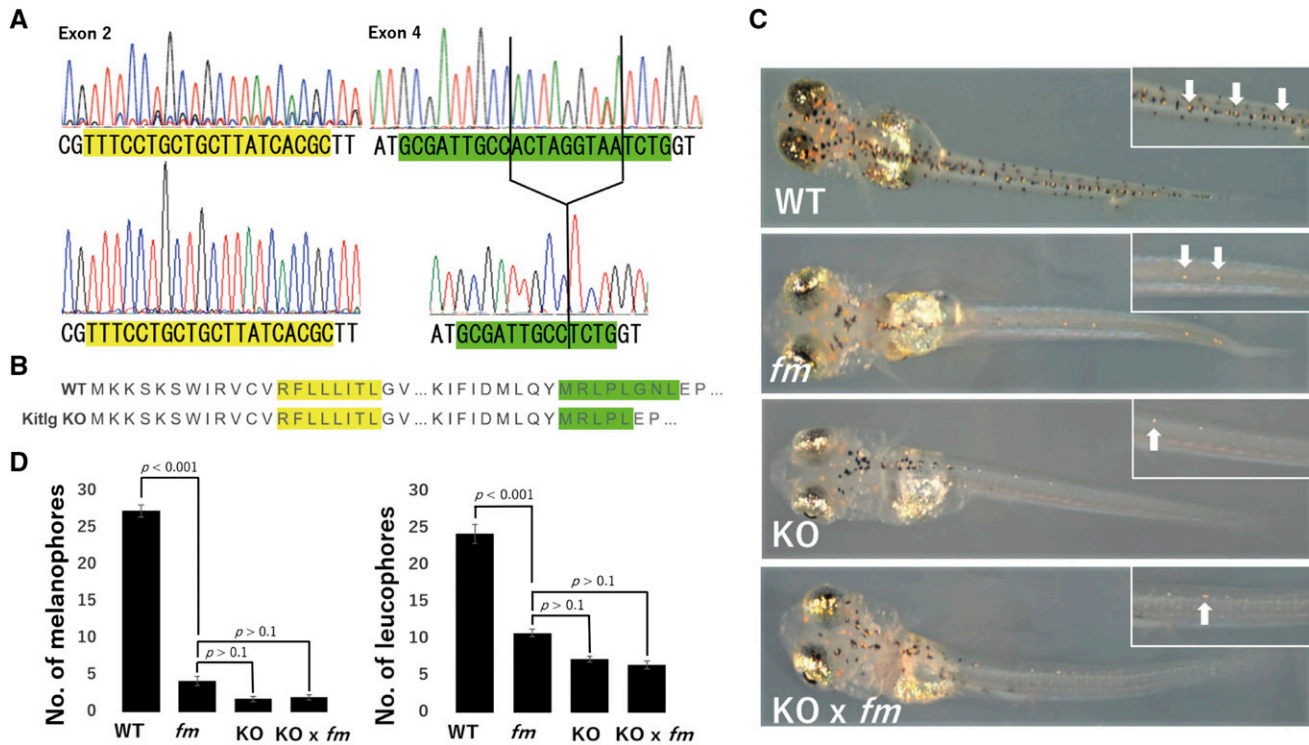 A
Exon 2
Exon 4
CGTTTCCTGCTGCTTATCACGCTT
ATGCGATTGCCACTAGGTAATCTGGT
CGTTTCCTGCTGCTTATCACGCTT
ATGCGATTGCCTCTGGT
B
WT MKKSKSWIRVCVRFLLLITLGV... KIFIDMLQYMRLPLGNLEP...
Kitlg KO MKKSKSWIRVCVRFLLLITLGV... KIFIDMLQYMRLPLEP...
C
WT
fm
KO
KO x fm
D
No. of melanophores
30
25
20
15
10
5
0
p < 0.001
p > 0.1
p > 0.1
WT fm KO KO x fm
No. of leucophores
30
25
20
15
10
5
0
p < 0.001
p > 0.1
p > 0.1
WT fm KO KO x fm